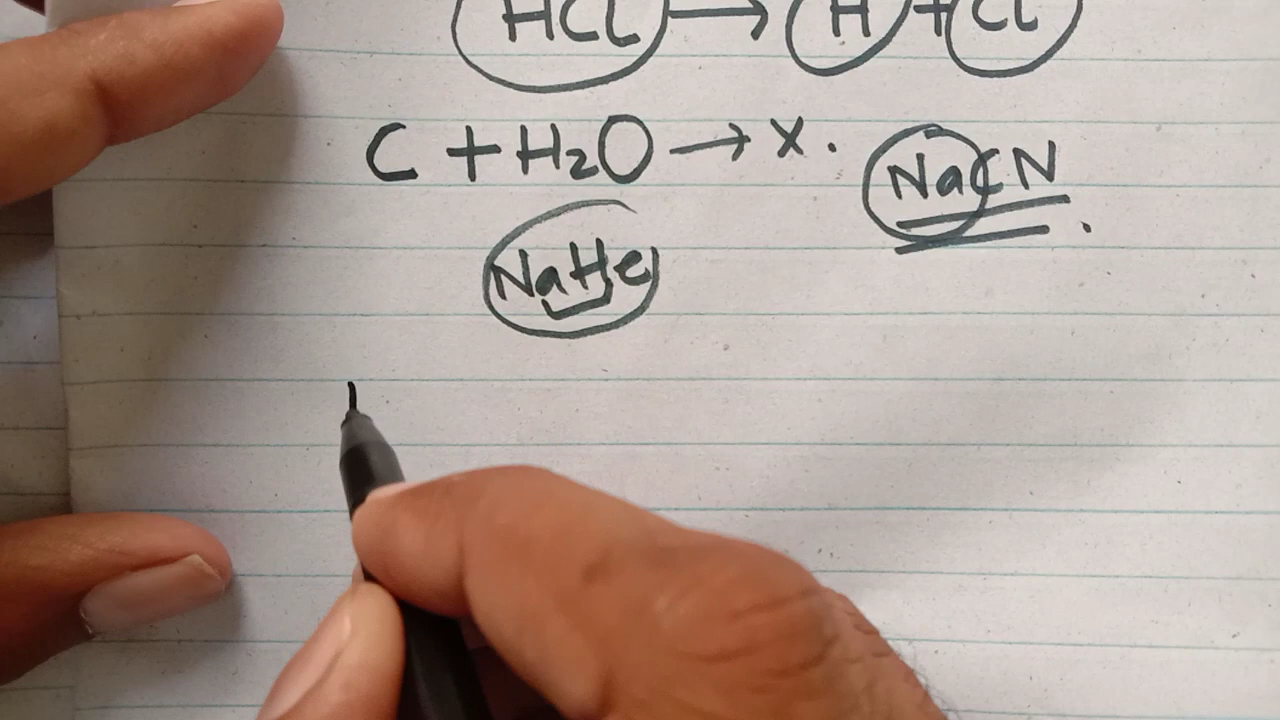 HCl → H + Cl
C + H₂O → X.
NaCN
NaHe